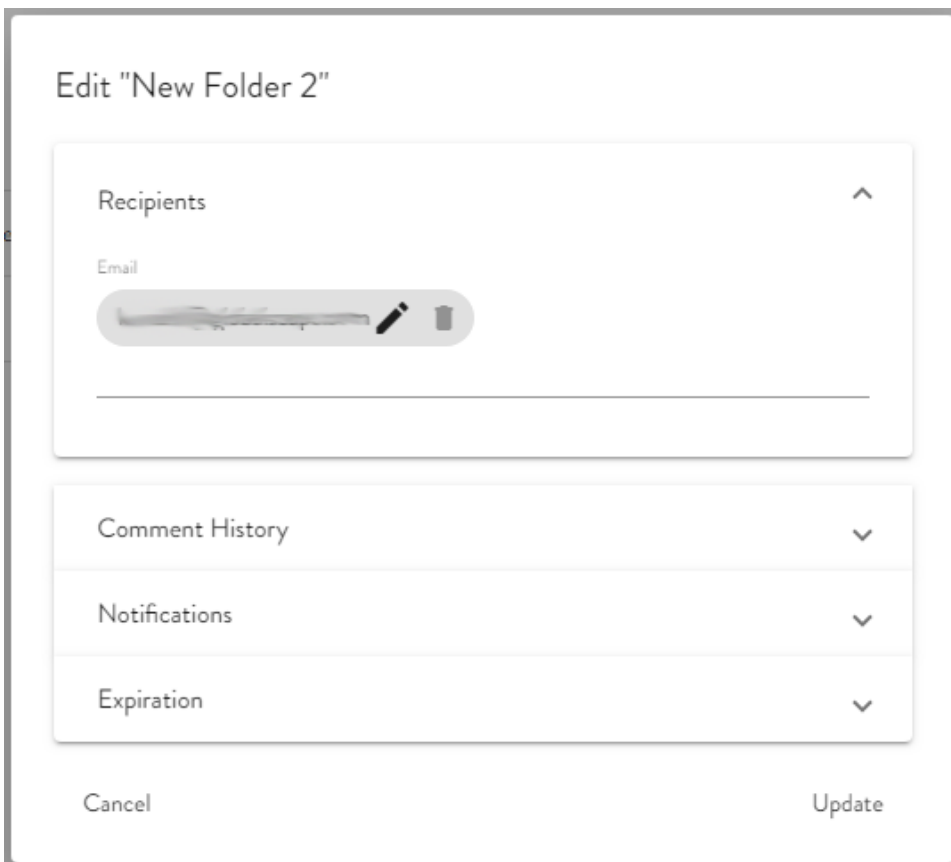 Edit "New Folder 2"
Recipients
Email
Comment History
Notifications
Expiration
Cancel
Update